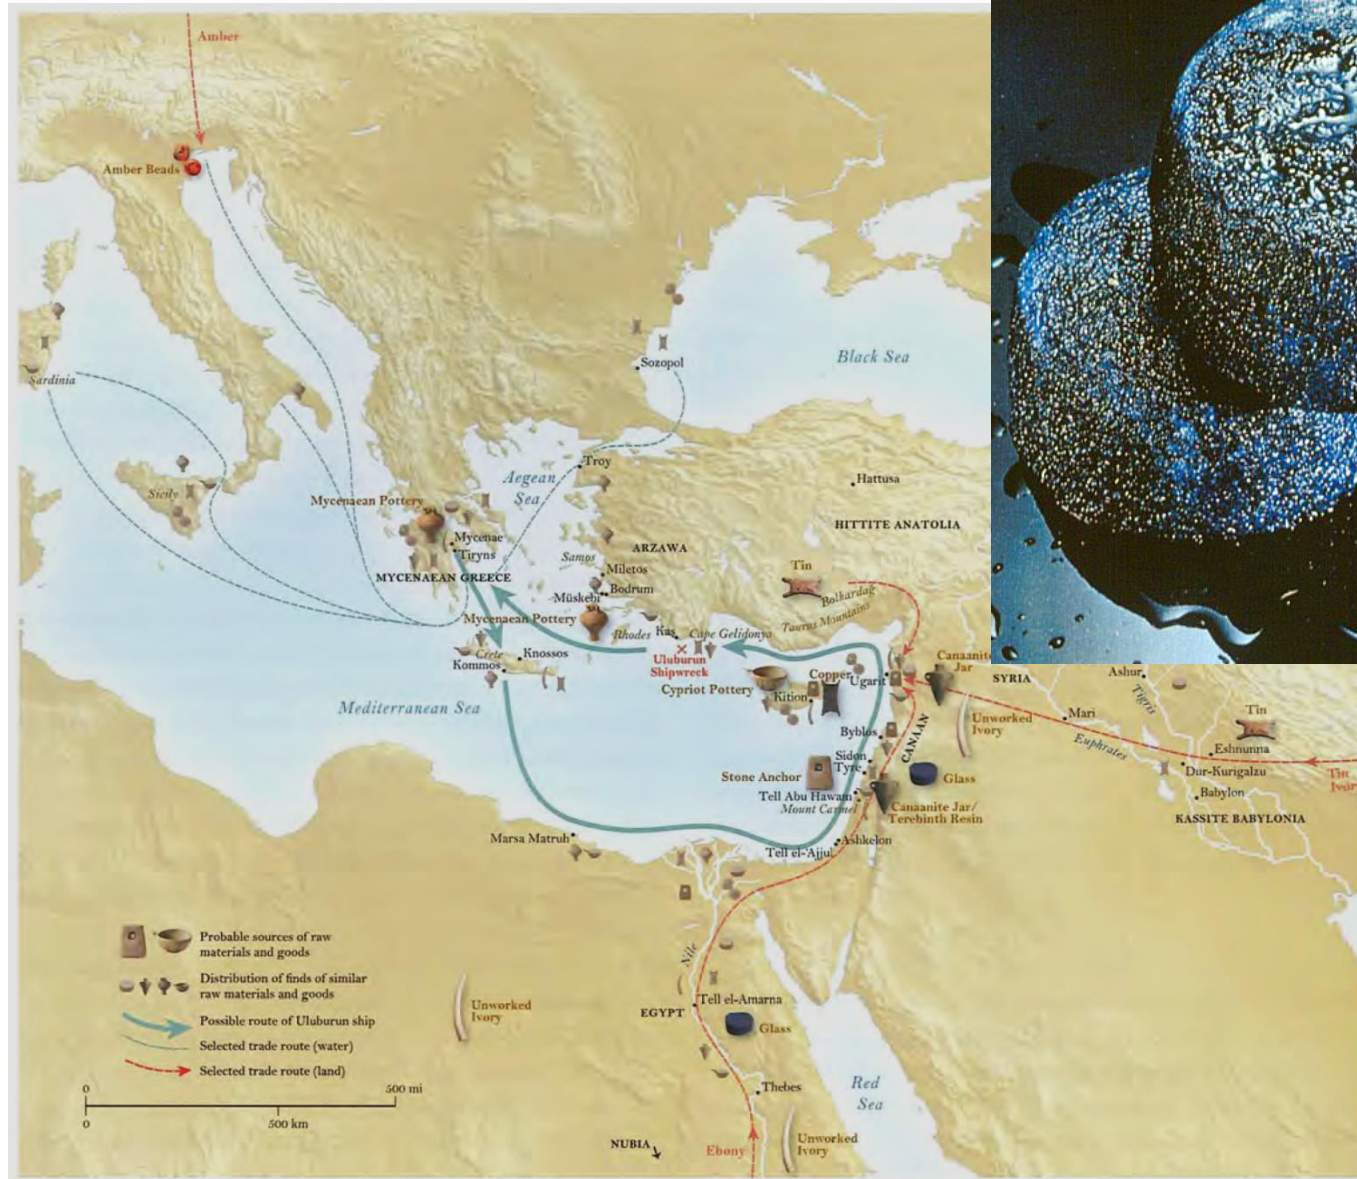 Amber
Amber Beads
Black Sea
Sozopol
Sardinia
Troy
Aegean
Sea
Hattusa
Sicily
Mycenaean Pottery
HITTITE ANATOLIA
Mycenae
Tiryns
ARZAWA
Samos
Tin
MYCENAEAN GREECE
Miletos
Bodrum
Müskebi
Bolkardag
Taurus Mountains
Mycenaean Pottery
Rhodes
Kas
Cape Gelidonya
Uluburun
Shipwreck
Crete
Knossos
Kommos
Canaanite
Jar
Copper
Ugarit
Cypriot Pottery
Kition
SYRIA
Ashur
Tigris
Mediterranean Sea
Unworked
Ivory
Mari
Tin
Byblos
CANAAN
Euphrates
Eshnunna
Sidon
Tyre
Stone Anchor
Glass
Dur-Kurigalzu
Tin
Ivor
Tell Abu Hawam
Mount Carmel
Canaanite Jar/
Terebinth Resin
Babylon
KASSITE BABYLONIA
Marsa Matruh
Ashkelon
Tell el-'Ajjul
Probable sources of raw
materials and goods
Distribution of finds of similar
raw materials and goods
Possible route of Uluburun ship
Selected trade route (water)
Selected trade route (land)
0 500 mi
0 500 km
Unworked
Ivory
Nile
Tell el-Amarna
EGYPT
Glass
Thebes
Red
Sea
NUBIA
Ebony
Unworked
Ivory